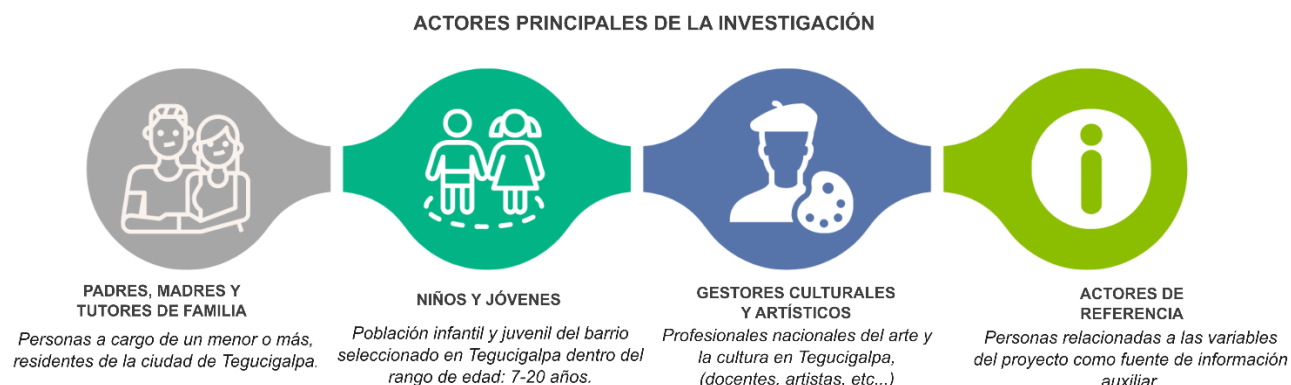 ACTORES PRINCIPALES DE LA INVESTIGACIÓN
PADRES, MADRES Y
TUTORES DE FAMILIA
Personas a cargo de un menor o más,
residentes de la ciudad de Tegucigalpa.
NIÑOS Y JÓVENES
Población infantil y juvenil del barrio
seleccionado en Tegucigalpa dentro del
rango de edad: 7-20 años.
GESTORES CULTURALES
Y ARTÍSTICOS
Profesionales nacionales del arte y
la cultura en Tegucigalpa,
(docentes, artistas, etc...)
ACTORES DE
REFERENCIA
Personas relacionadas a las variables
del proyecto como fuente de información
auxiliar